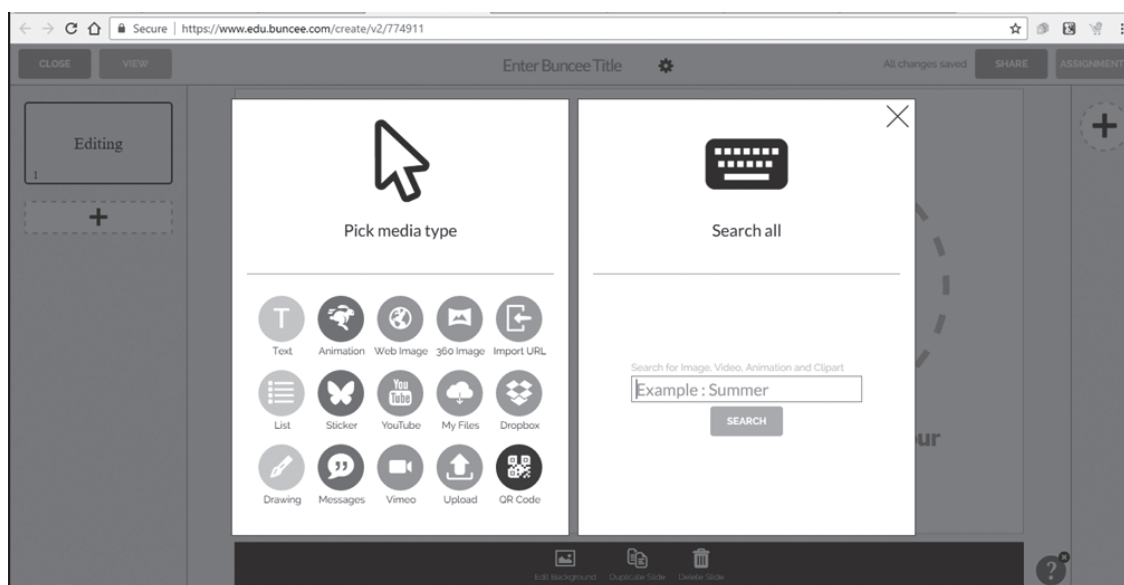 Secure | https://www.edu.buncee.com/create/v2/774911
CLOSE VIEW Enter Buncee Title All changes saved SHARE ASSIGNMENT
Editing
1
Pick media type
Search all
Text Animation Web Image 360 Image Import URL
Search for Image, Video, Animation and Clipart
Example : Summer
You
Tube
List Sticker YouTube My Files Dropbox
SEARCH
ur
Drawing Messages Vimeo Upload QR Code
Edit Background Duplicate Slide Delete Slide
?